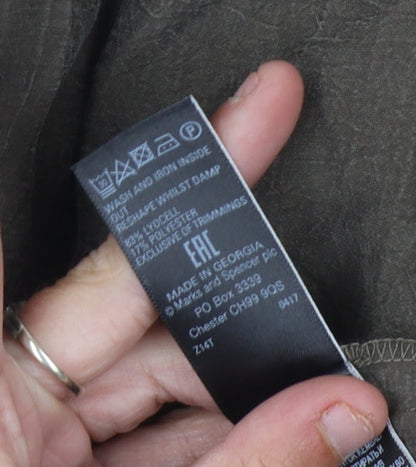 WASH AND IRON INSIDE
OUT
RESHAPE WHILST DAMP
83% LYOCELL
17% POLYESTER
EXCLUSIVE OF TRIMMINGS
EAC
MADE IN GEORGIA
© Marks and Spencer plc
PO Box 3339
Chester CH99 9QS
0417
Z14T